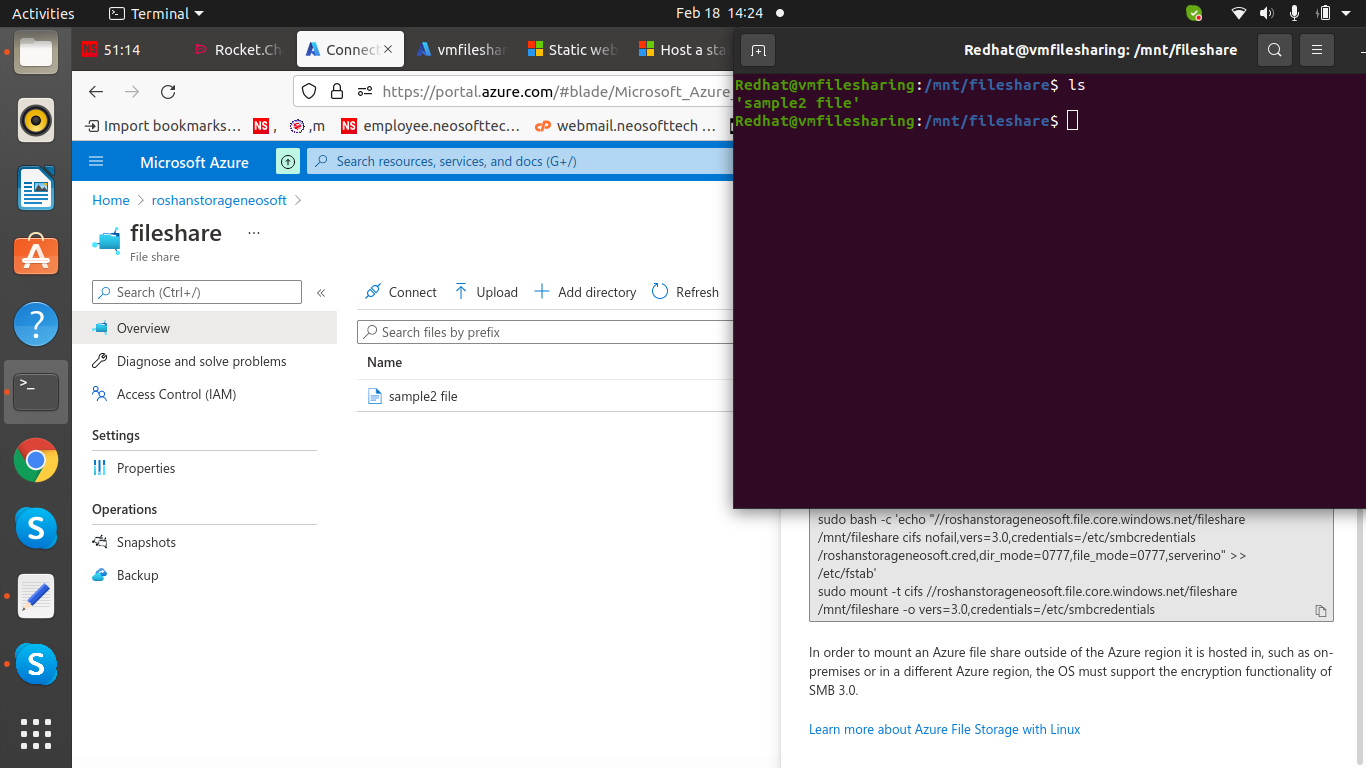 Activities
Terminal
Feb 18 14:24
NS 51:14
Rocket.Ch
Connect
vmfileshar
Static web
Host a sta
Redhat@vmfilesharing: /mnt/fileshare
https://portal.azure.com/#blade/Microsoft_Azure_
Import bookmarks…
NS ,
,m
NS employee.neosofttec…
cP webmail.neosofttech …
Microsoft Azure
Search resources, services, and docs (G+/)
Redhat@vmfilesharing:/mnt/fileshare$ ls
'sample2 file'
Redhat@vmfilesharing:/mnt/fileshare$
Home > roshanstorageneosoft >
fileshare ...
File share
Search (Ctrl+/)
«
Connect
Upload
Add directory
Refresh
Overview
Diagnose and solve problems
Access Control (IAM)
Settings
Properties
Operations
Snapshots
Backup
Search files by prefix
Name
sample2 file
sudo bash -c 'echo "//roshanstorageneosoft.file.core.windows.net/fileshare
/mnt/fileshare cifs nofail,vers=3.0,credentials=/etc/smbcredentials
/roshanstorageneosoft.cred,dir_mode=0777,file_mode=0777,serverino" >>
/etc/fstab'
sudo mount -t cifs //roshanstorageneosoft.file.core.windows.net/fileshare
/mnt/fileshare -o vers=3.0,credentials=/etc/smbcredentials
In order to mount an Azure file share outside of the Azure region it is hosted in, such as on-
premises or in a different Azure region, the OS must support the encryption functionality of
SMB 3.0.
Learn more about Azure File Storage with Linux